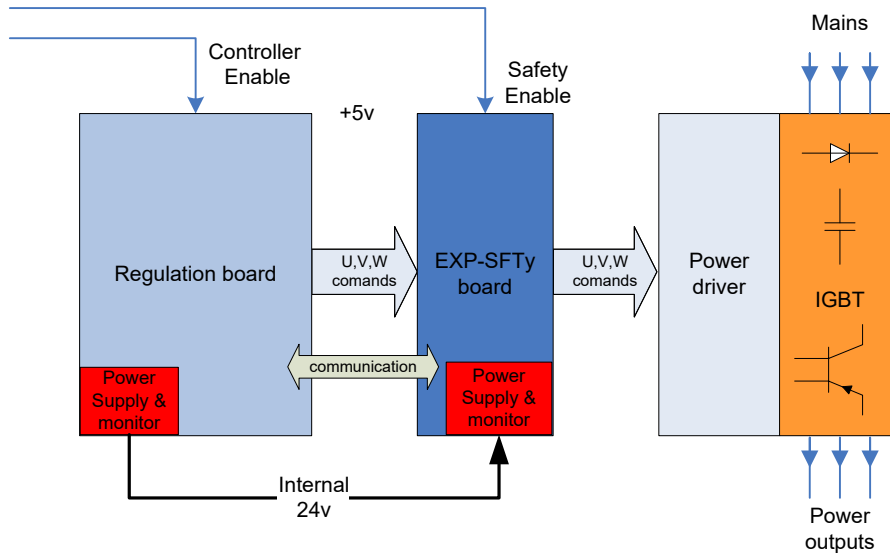 Mains
Controller
Enable
Safety
Enable
+5v
Regulation board
U,V,W
comands
EXP-SFTy
board
U,V,W
comands
Power
driver
IGBT
communication
Power
Supply &
monitor
Power
Supply &
monitor
Internal
24v
Power
outputs